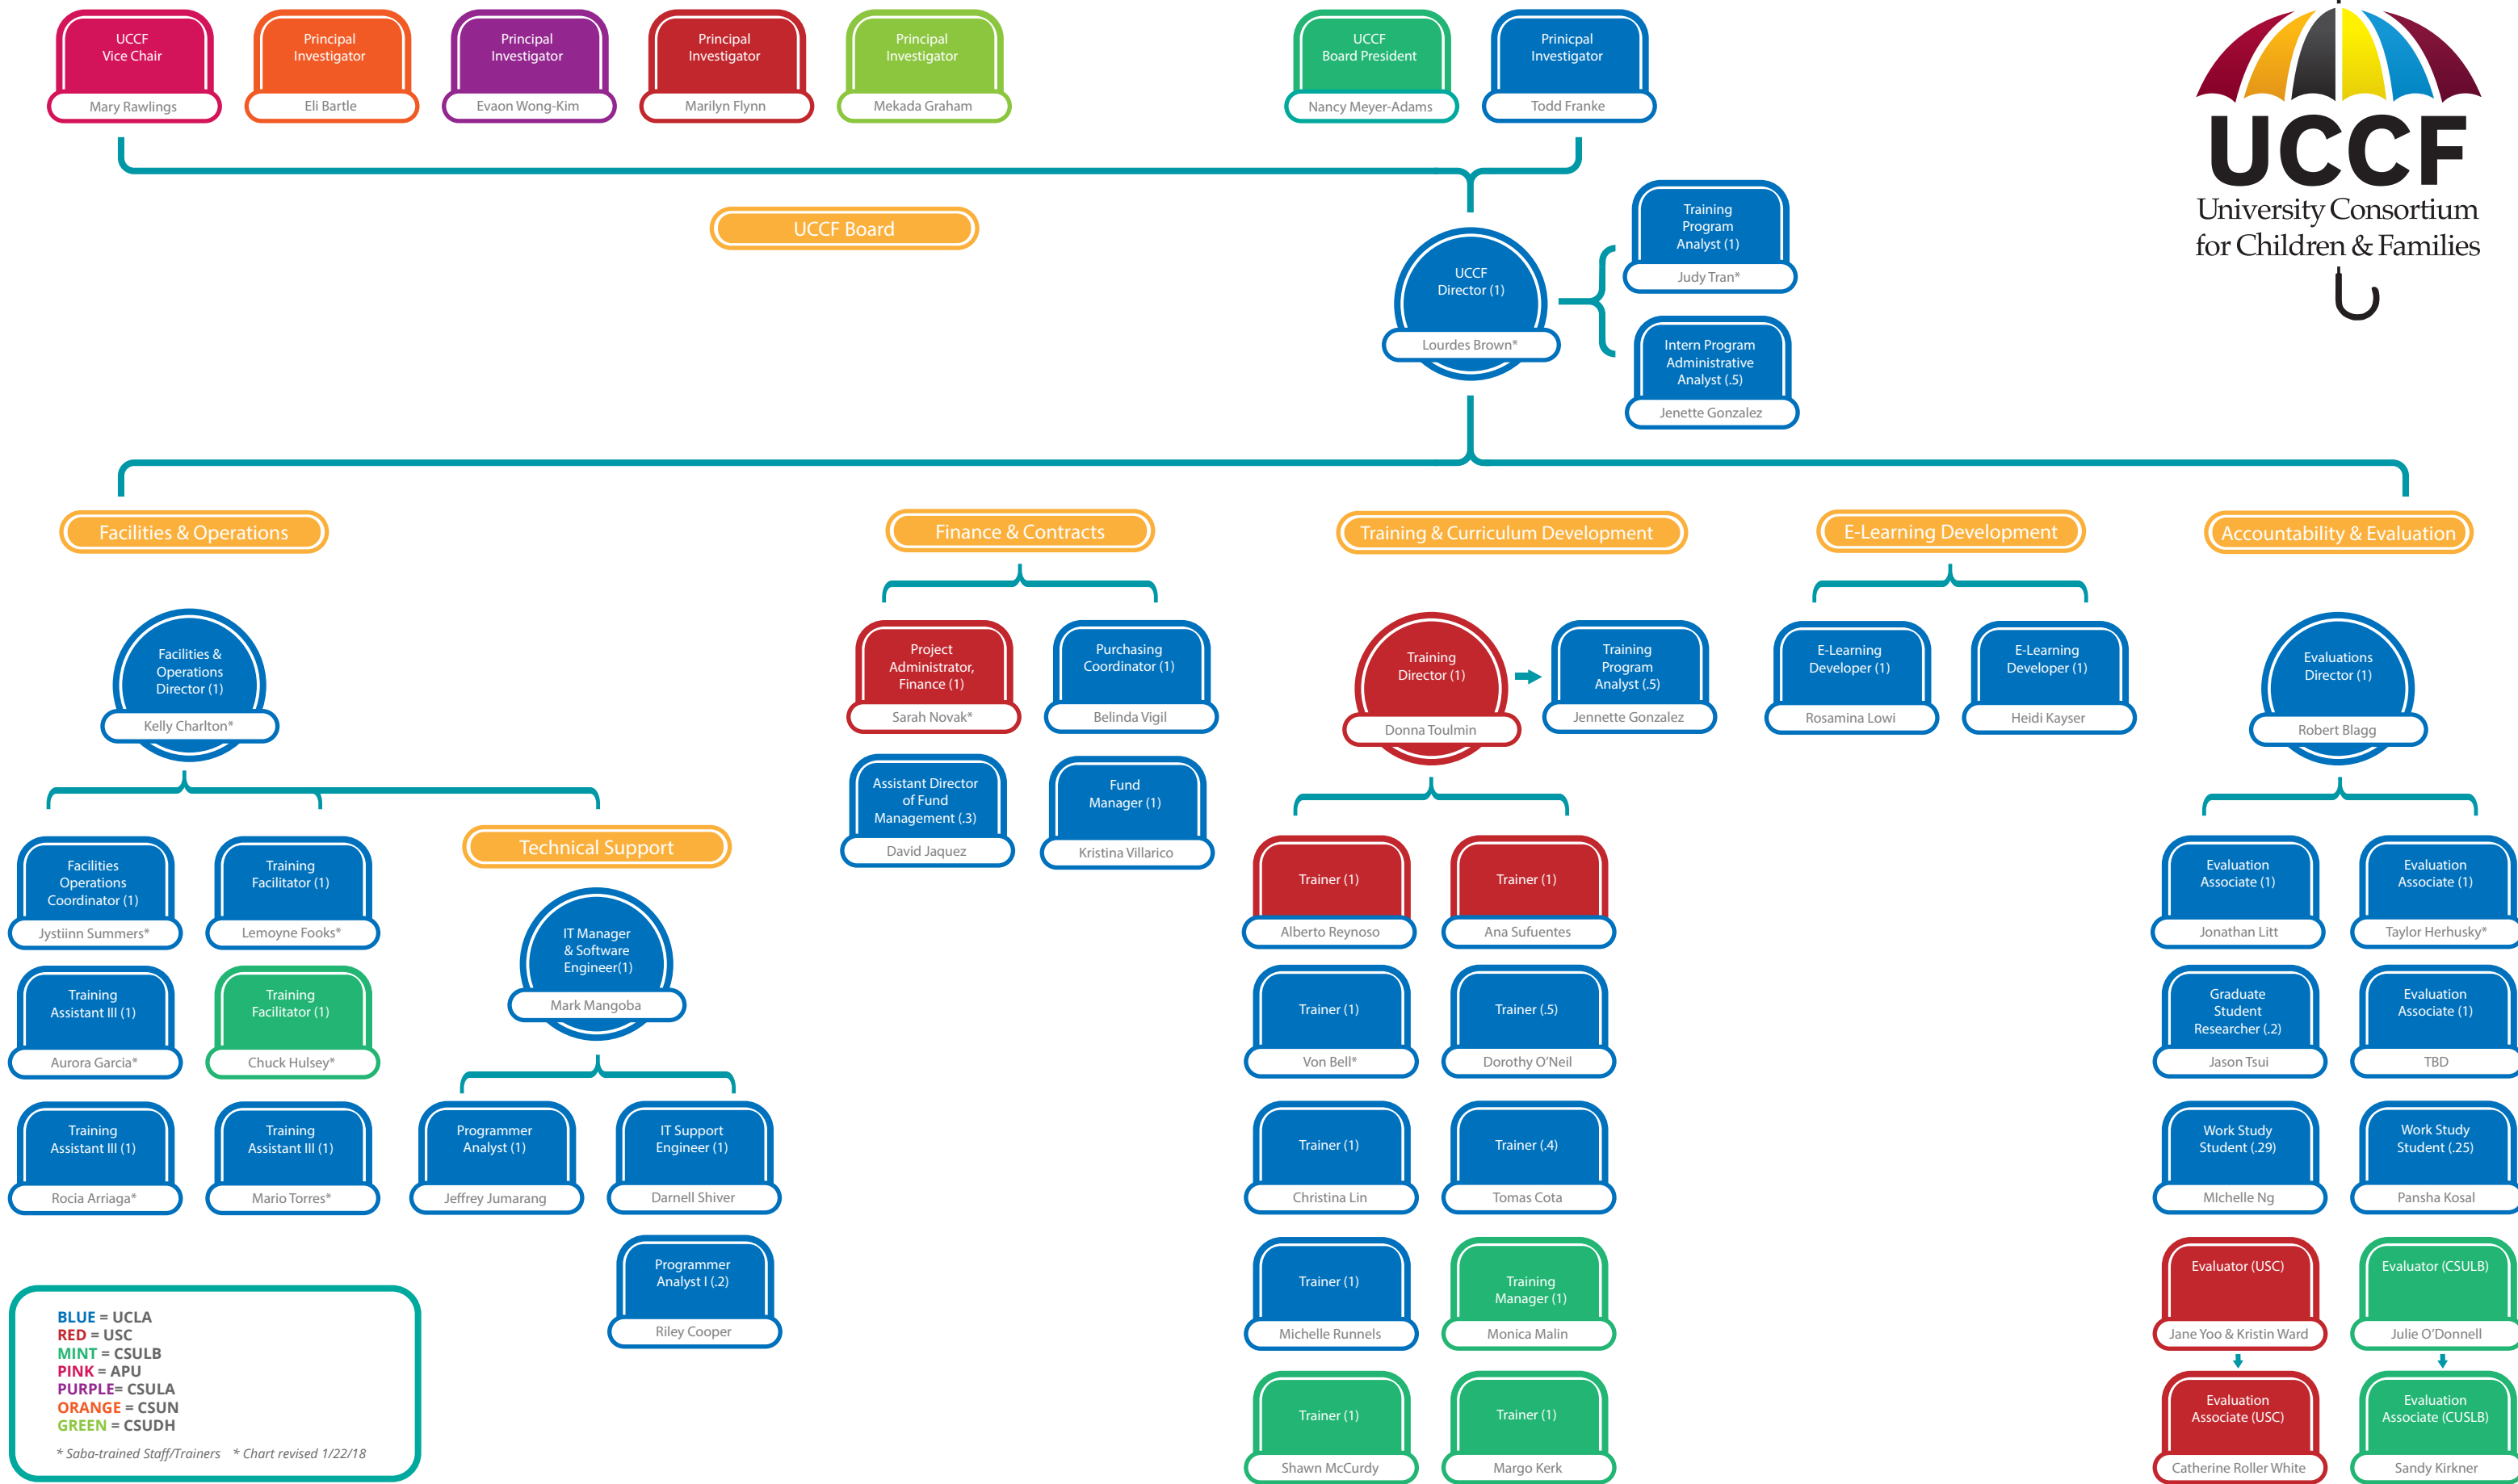 UCCF
Vice Chair
Mary Rawlings
Principal
Investigator
Eli Bartle
Principal
Investigator
Evaon Wong-Kim
Principal
Investigator
Marilyn Flynn
Principal
Investigator
Mekada Graham
UCCF
Board President
Nancy Meyer-Adams
Prinicpal
Investigator
Todd Franke
UCCF
University Consortium
for Children & Families
UCCF Board
UCCF
Director (1)
Lourdes Brown*
Training
Program
Analyst (1)
Judy Tran*
Intern Program
Administrative
Analyst (.5)
Jenette Gonzalez
Facilities & Operations
Facilities &
Operations
Director (1)
Kelly Charlton*
Facilities
Operations
Coordinator (1)
Jystiinn Summers*
Training
Facilitator (1)
Lemoyne Fooks*
Training
Assistant III (1)
Aurora Garcia*
Training
Facilitator (1)
Chuck Hulsey*
Training
Assistant III (1)
Rocia Arriaga*
Training
Assistant III (1)
Mario Torres*
Technical Support
IT Manager
& Software
Engineer(1)
Mark Mangoba
Programmer
Analyst (1)
Jeffrey Jumarang
IT Support
Engineer (1)
Darnell Shiver
Programmer
Analyst I (.2)
Riley Cooper
Finance & Contracts
Project
Administrator,
Finance (1)
Sarah Novak*
Purchasing
Coordinator (1)
Belinda Vigil
Assistant Director
of Fund
Management (.3)
David Jaquez
Fund
Manager (1)
Kristina Villarico
Training & Curriculum Development
Training
Director (1)
Donna Toulmin
Training
Program
Analyst (.5)
Jennette Gonzalez
Trainer (1)
Alberto Reynoso
Trainer (1)
Ana Sufuentes
Trainer (1)
Von Bell*
Trainer (.5)
Dorothy O'Neil
Trainer (1)
Christina Lin
Trainer (.4)
Tomas Cota
Trainer (1)
Michelle Runnels
Training
Manager (1)
Monica Malin
Trainer (1)
Shawn McCurdy
Trainer (1)
Margo Kerk
E-Learning Development
E-Learning
Developer (1)
Rosamina Lowi
E-Learning
Developer (1)
Heidi Kayser
Accountability & Evaluation
Evaluations
Director (1)
Robert Blagg
Evaluation
Associate (1)
Jonathan Litt
Evaluation
Associate (1)
Taylor Herhusky*
Graduate
Student
Researcher (.2)
Jason Tsui
Evaluation
Associate (1)
TBD
Work Study
Student (.29)
MIchelle Ng
Work Study
Student (.25)
Pansha Kosal
Evaluator (USC)
Jane Yoo & Kristin Ward
Evaluator (CSULB)
Julie O'Donnell
Evaluation
Associate (USC)
Catherine Roller White
Evaluation
Associate (CUSLB)
Sandy Kirkner
BLUE = UCLA
RED = USC
MINT = CSULB
PINK = APU
PURPLE= CSULA
ORANGE = CSUN
GREEN = CSUDH
* Saba-trained Staff/Trainers * Chart revised 1/22/18